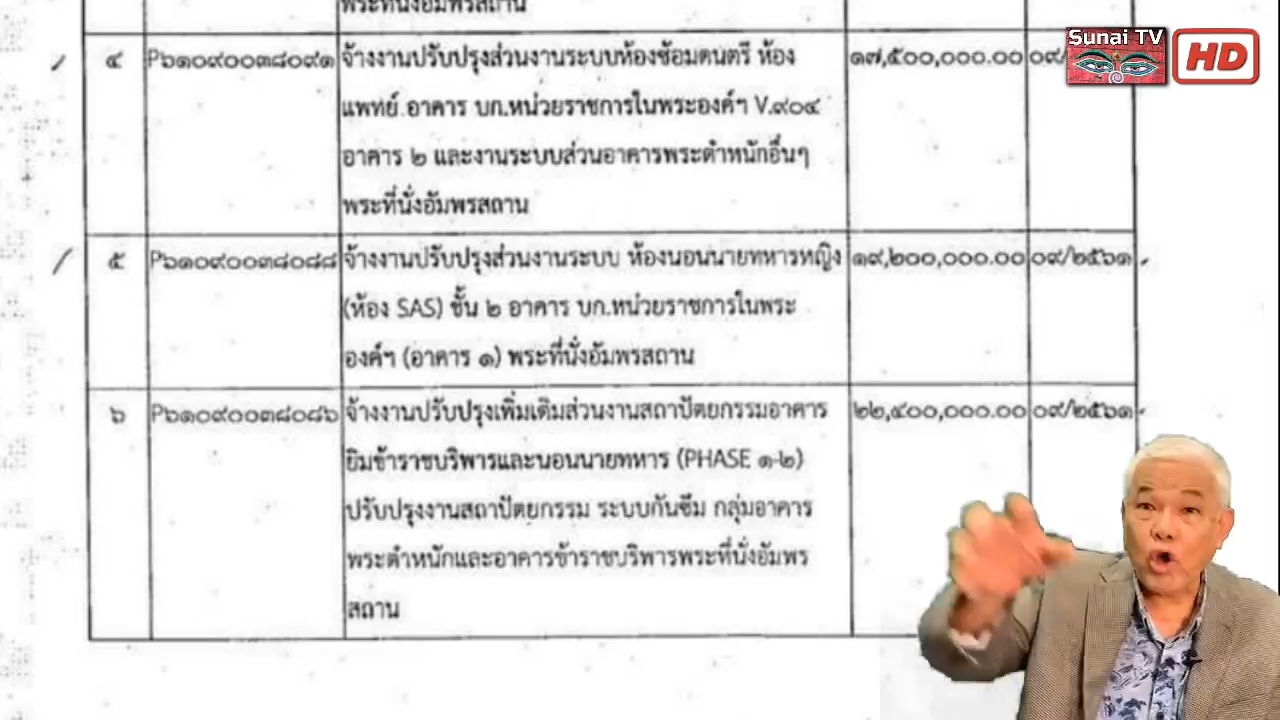 พระที่นั่งอัมพรสถาน
Sunai TV
HD
๔ P๖๑๐๙๐๐๓๘๐๙๑ จ้างงานปรับปรุงส่วนงานระบบห้องซ้อมดนตรี ห้อง ๑๗,๕๐๐,๐๐๐.๐๐ ๐๙/
แพทย์ อาคาร บก.หน่วยราชการในพระองค์ฯ V.๙๐๔
อาคาร ๒ และงานระบบส่วนอาคารพระตำหนักอื่นๆ
พระที่นั่งอัมพรสถาน
๕ P๖๑๐๙๐๐๓๘๐๘๘ จ้างงานปรับปรุงส่วนงานระบบ ห้องนอนนายทหารหญิง ๑๙,๒๐๐,๐๐๐.๐๐ ๐๙/๒๕๖๑
(ห้อง SAS) ชั้น ๒ อาคาร บก.หน่วยราชการในพระ
องค์ฯ (อาคาร ๑) พระที่นั่งอัมพรสถาน
๖ P๖๑๐๙๐๐๓๘๐๘๖ จ้างงานปรับปรุงเพิ่มเติมส่วนงานสถาปัตยกรรมอาคาร ๒๒,๔๐๐,๐๐๐.๐๐ ๐๙/๒๕๖๑
ยิมข้าราชบริพารและนอนนายทหาร (PHASE ๑-๒)
ปรับปรุงงานสถาปัตยกรรม ระบบกันซึม กลุ่มอาคาร
พระตำหนักและอาคารข้าราชบริพารพระที่นั่งอัมพร
สถาน